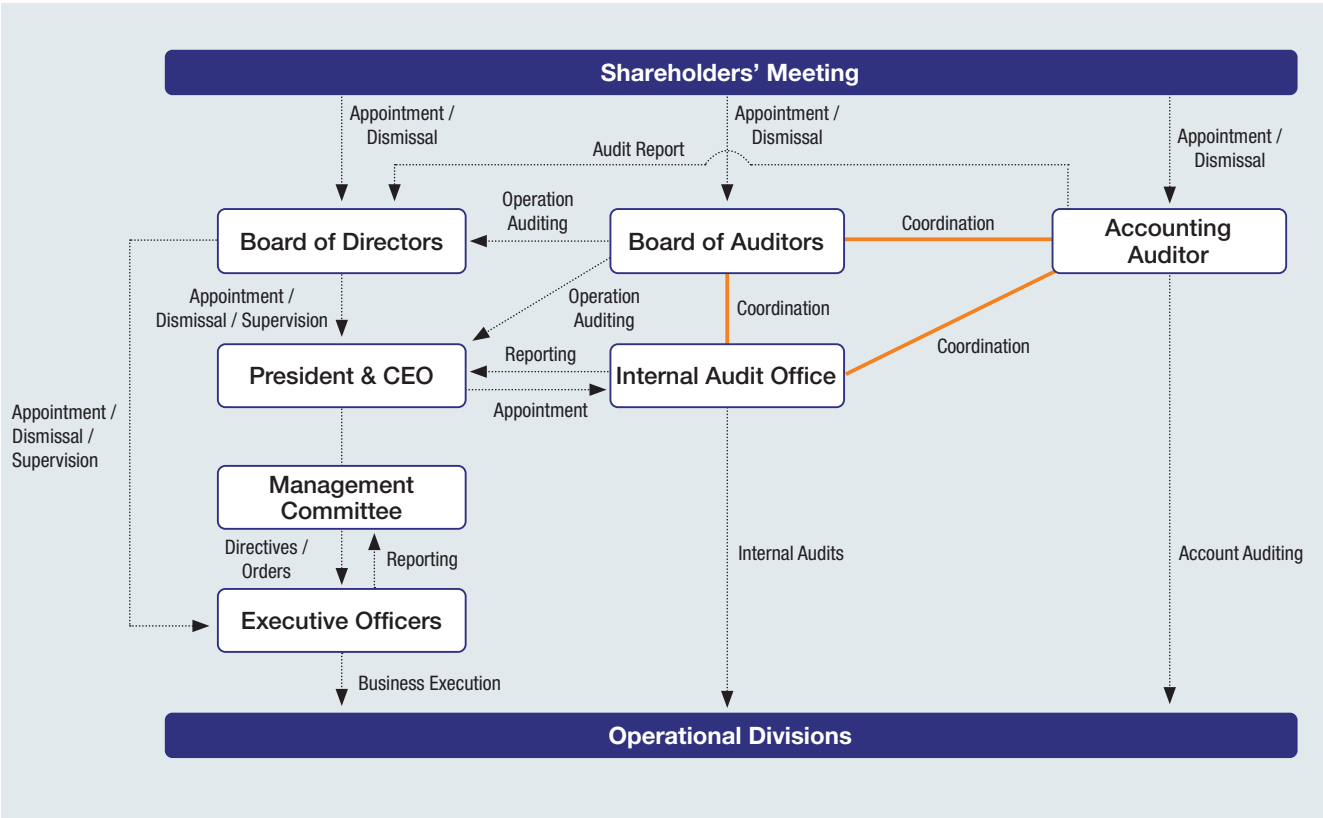 Shareholders' Meeting
Appointment /
Dismissal
Appointment /
Dismissal
Appointment /
Dismissal
Audit Report
Operation
Auditing
Board of Directors
Board of Auditors
Coordination
Accounting
Auditor
Appointment /
Dismissal / Supervision
Operation
Auditing
Coordination
Coordination
President & CEO
Reporting
Internal Audit Office
Appointment
Appointment /
Dismissal /
Supervision
Management
Committee
Directives /
Orders
Reporting
Internal Audits
Account Auditing
Executive Officers
Business Execution
Operational Divisions